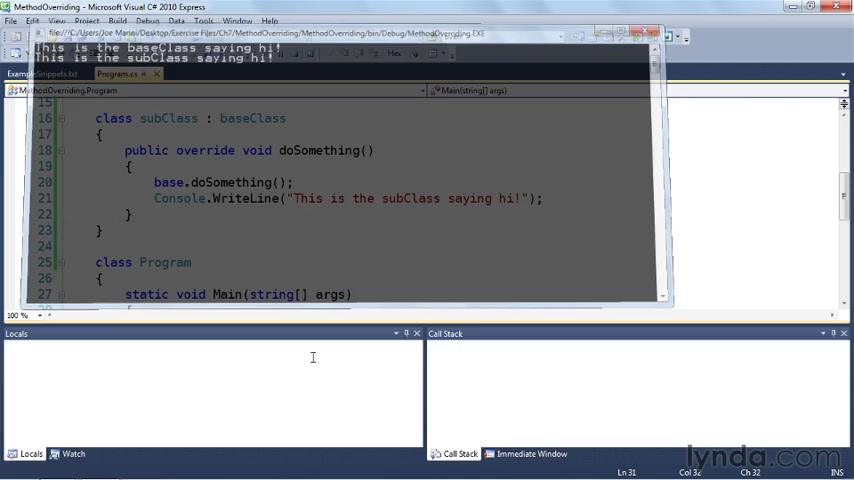 MethodOverriding - Microsoft Visual C# 2010 Express
File Edit View Project Debug Data Tools Window Help
file:///C:/Users/Joe Marini/Desktop/Exercise Files/Ch7/MethodOverriding/MethodOverriding/bin/Debug/MethodOverriding.EXE
This is the baseClass saying hi!
This is the subClass saying hi!
Hex
ExampleSnippets.txt Program.cs
MethodOverriding.Program Main(string[] args)
15
16 class subClass : baseClass
17 {
18 public override void doSomething()
19 {
20 base.doSomething();
21 Console.WriteLine("This is the subClass saying hi!");
22 }
23 }
24
25 class Program
26 {
27 static void Main(string[] args)
100 %
Locals Call Stack
Locals Watch Call Stack Immediate Window
lynda.com
Ln 31 Col 32 Ch 32 INS